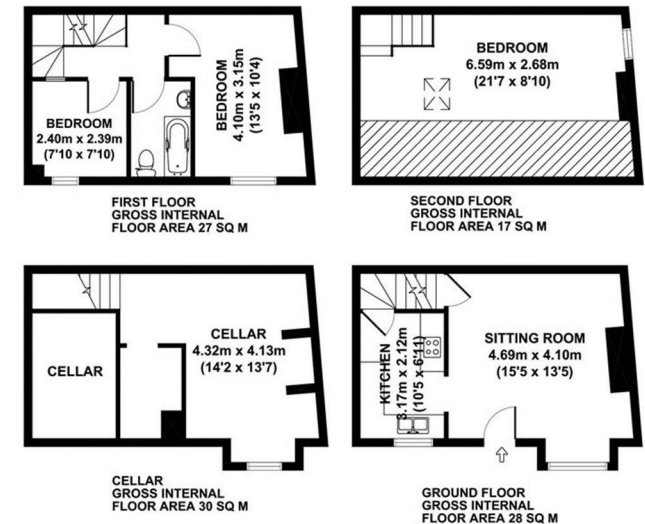 BEDROOM
2.40m x 2.39m
(7'10 x 7'10)
BEDROOM
4.10m x 3.15m
(13'5 x 10'4)
FIRST FLOOR
GROSS INTERNAL
FLOOR AREA 27 SQ M
BEDROOM
6.59m x 2.68m
(21'7 x 8'10)
SECOND FLOOR
GROSS INTERNAL
FLOOR AREA 17 SQ M
CELLAR
CELLAR
4.32m x 4.13m
(14'2 x 13'7)
CELLAR
GROSS INTERNAL
FLOOR AREA 30 SQ M
KITCHEN
3.17m x 2.12m
(10'5 x 6'11)
SITTING ROOM
4.69m x 4.10m
(15'5 x 13'5)
GROUND FLOOR
GROSS INTERNAL
FLOOR AREA 28 SQ M